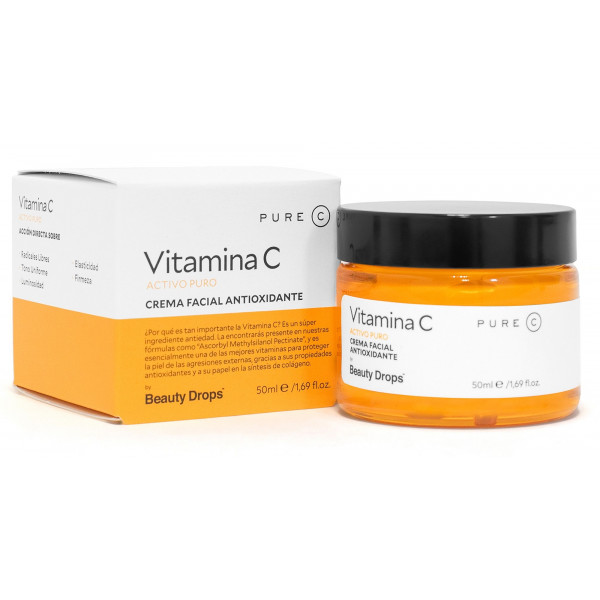 Vitamina C
ACTIVO PURO
ACCIÓN DIRECTA SOBRE
Radicales Libres
Tono Uniforme
Luminosidad
Elasticidad
Firmeza
PURE C
Vitamina C
ACTIVO PURO
CREMA FACIAL ANTIOXIDANTE
¿Por qué es tan importante la Vitamina C? Es un súper
ingrediente antiedad. La encontrarás presente en nuestras
fórmulas como "Ascorbyl Methylsilanol Pectinate", y es
esencialmente una de las mejores vitaminas para proteger
la piel de las agresiones externas, gracias a sus propiedades
antioxidantes y a su papel en la síntesis de colágeno.
by
Beauty Drops
50ml e /1,69 fl.oz.
Vitamina C
PURE C
ACTIVO PURO
CREMA FACIAL
ANTIOXIDANTE
by
Beauty Drops
50ml e /1,69 fl.oz.